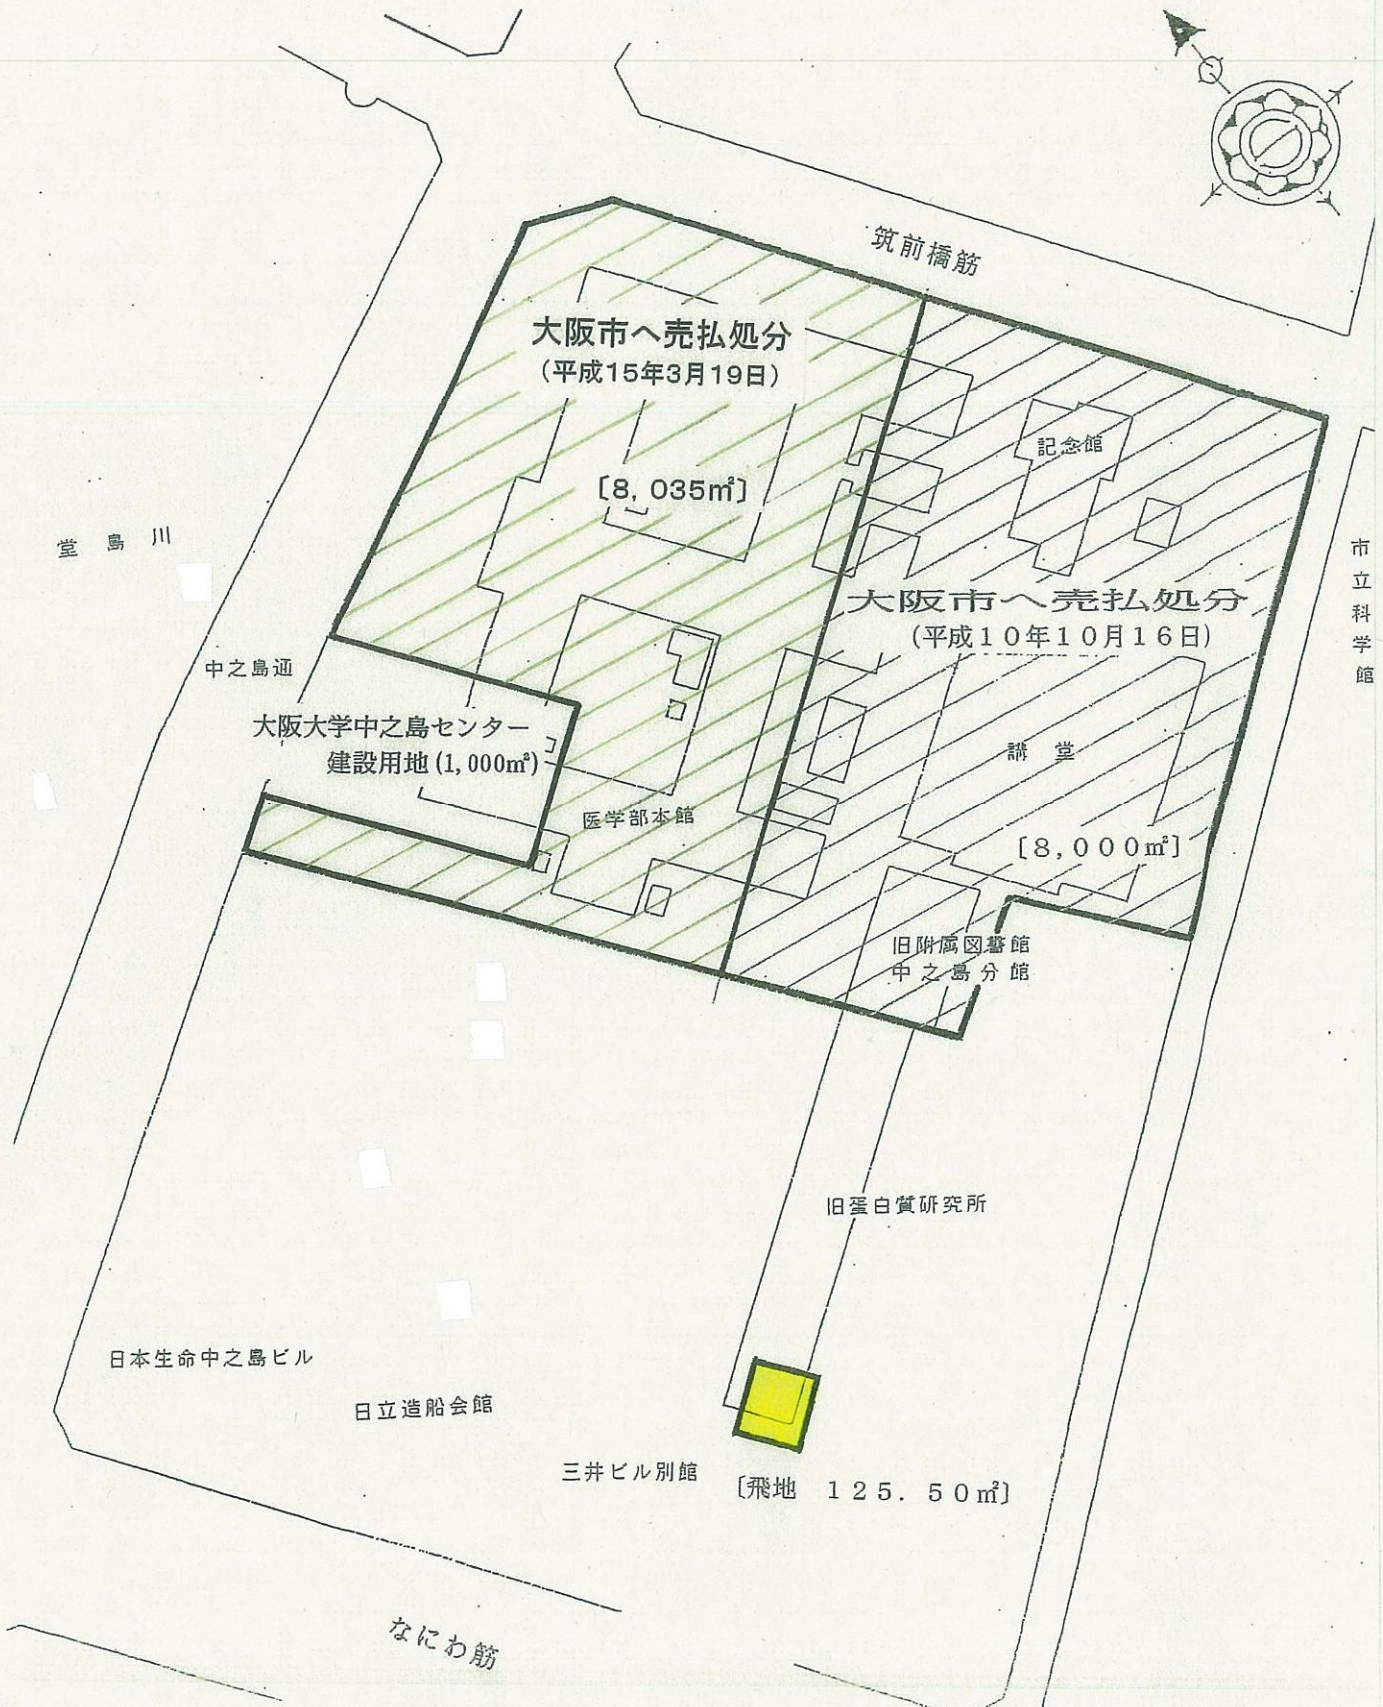 筑前橋筋
大阪市へ売払処分
(平成15年3月19日)
[8,035㎡]
記念館
堂島川
市立科学館
大阪市へ売払処分
(平成10年10月16日)
中之島通
大阪大学中之島センター
建設用地(1,000㎡)
講堂
医学部本館
[8,000㎡]
旧附属図書館
中之島分館
旧蛋白質研究所
日本生命中之島ビル
日立造船会館
三井ビル別館
[飛地 125.50㎡]
なにわ筋